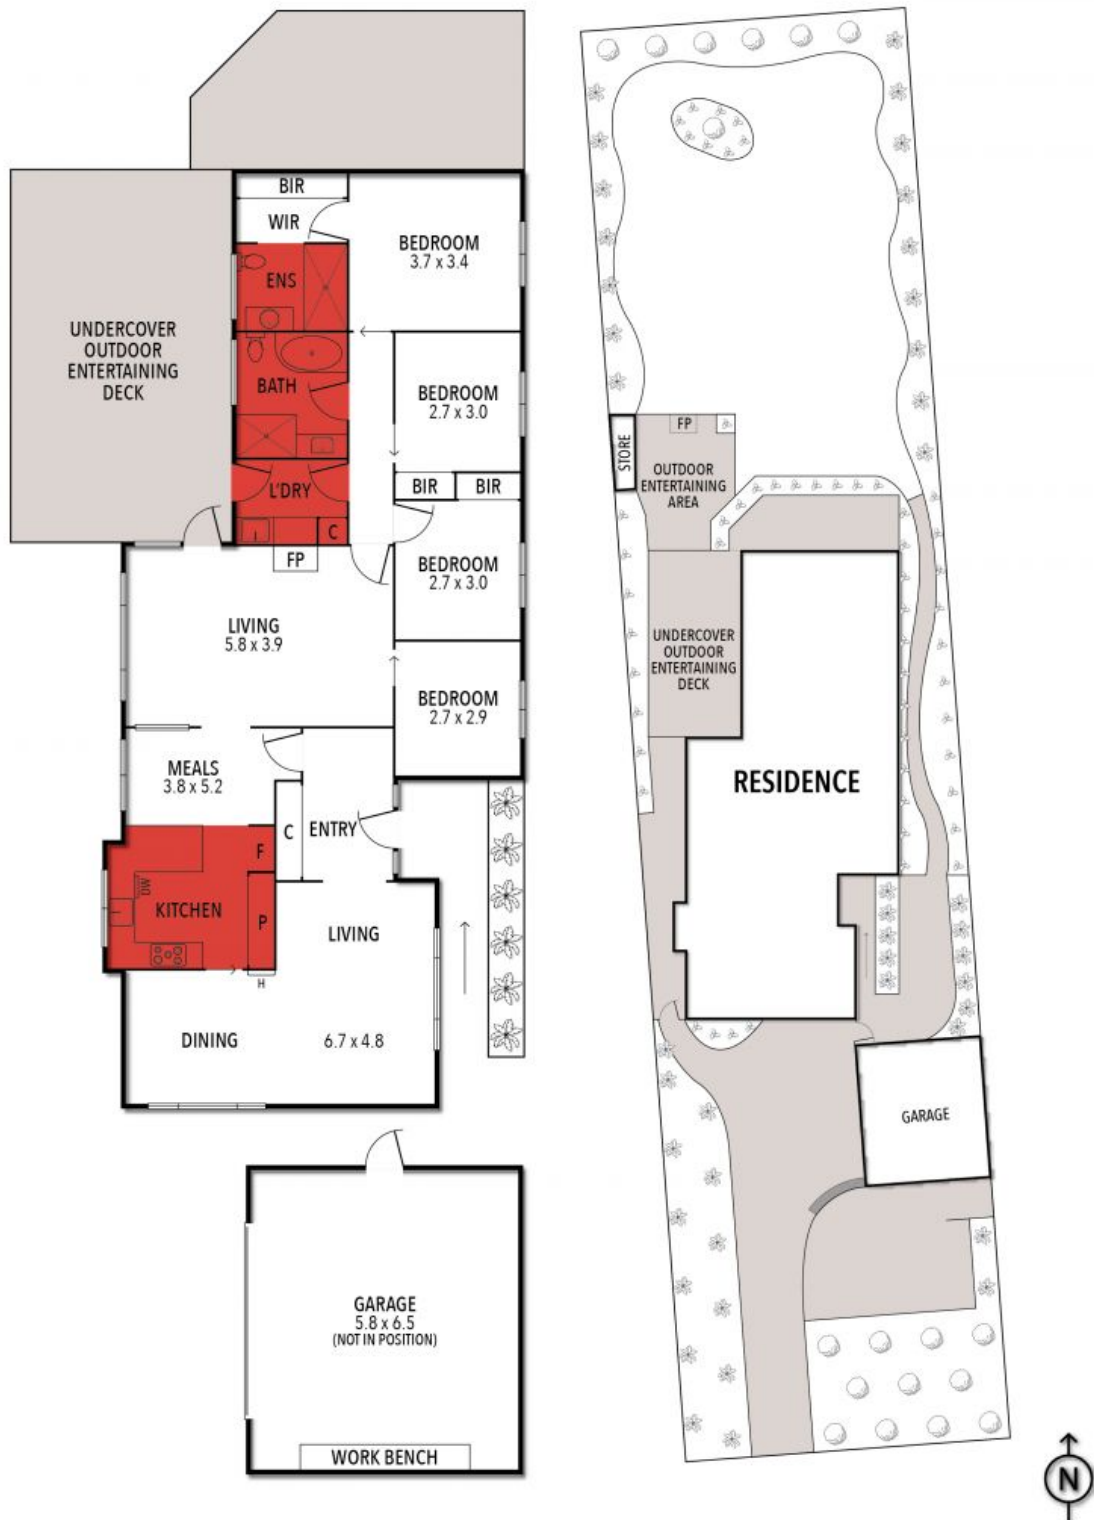 BIR
WIR
BEDROOM
3.7 x 3.4
ENS
UNDERCOVER
OUTDOOR
ENTERTAINING
DECK
BATH
BEDROOM
2.7 x 3.0
L'DRY
BIR
BIR
C
FP
BEDROOM
2.7 x 3.0
LIVING
5.8 x 3.9
BEDROOM
2.7 x 2.9
MEALS
3.8 x 5.2
C
ENTRY
F
DW
KITCHEN
P
LIVING
H
DINING
6.7 x 4.8
GARAGE
5.8 x 6.5
(NOT IN POSITION)
WORK BENCH
FP
STORE
OUTDOOR
ENTERTAINING
AREA
UNDERCOVER
OUTDOOR
ENTERTAINING
DECK
RESIDENCE
GARAGE
N